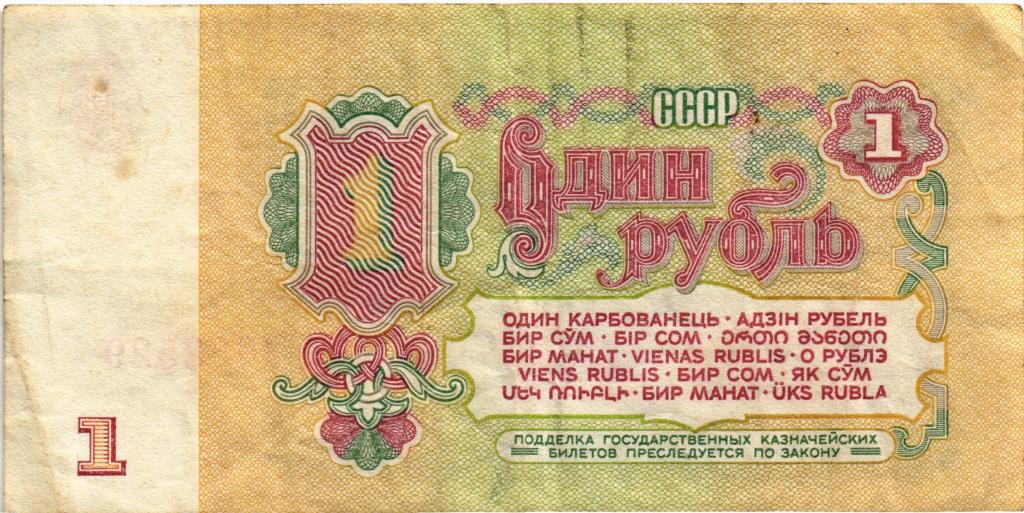 СССР
1
1
Один
рубль
ОДИН КАРБОВАНЕЦЬ · АДЗІН РУБЕЛЬ
БИР СЎМ · БІР СОМ · ერთი მანეთი
БИР МАНАТ · VIENAS RUBLIS · О РУБЛЭ
VIENS RUBLIS · БИР СОМ · ЯК СӮМ
ՄԵԿ ՌՈՒԲԼԻ · БИР МАНАТ · ÜKS RUBLA
1
ПОДДЕЛКА ГОСУДАРСТВЕННЫХ КАЗНАЧЕЙСКИХ
БИЛЕТОВ ПРЕСЛЕДУЕТСЯ ПО ЗАКОНУ